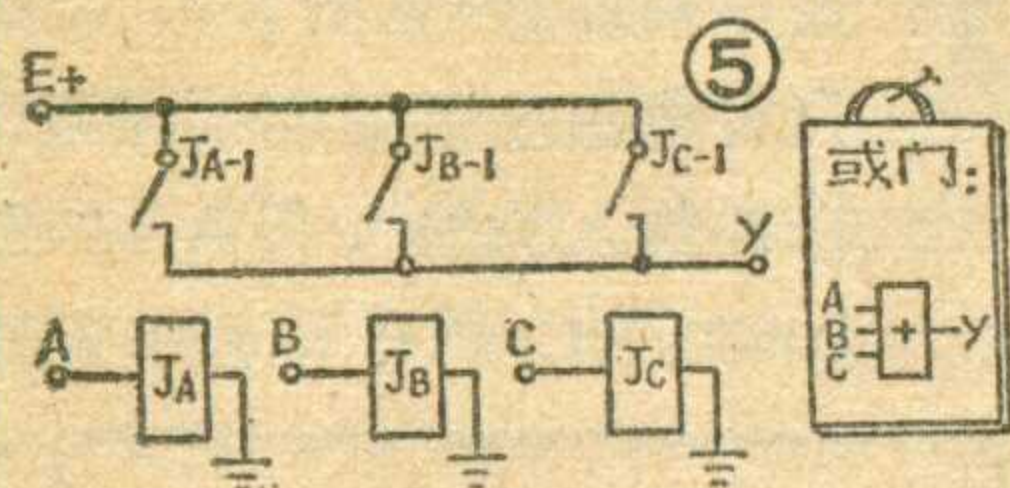 ⑤
E+
JA-1 JB-1 JC-1
Y
A JA B JB C JC
或门:
A
B + Y
C